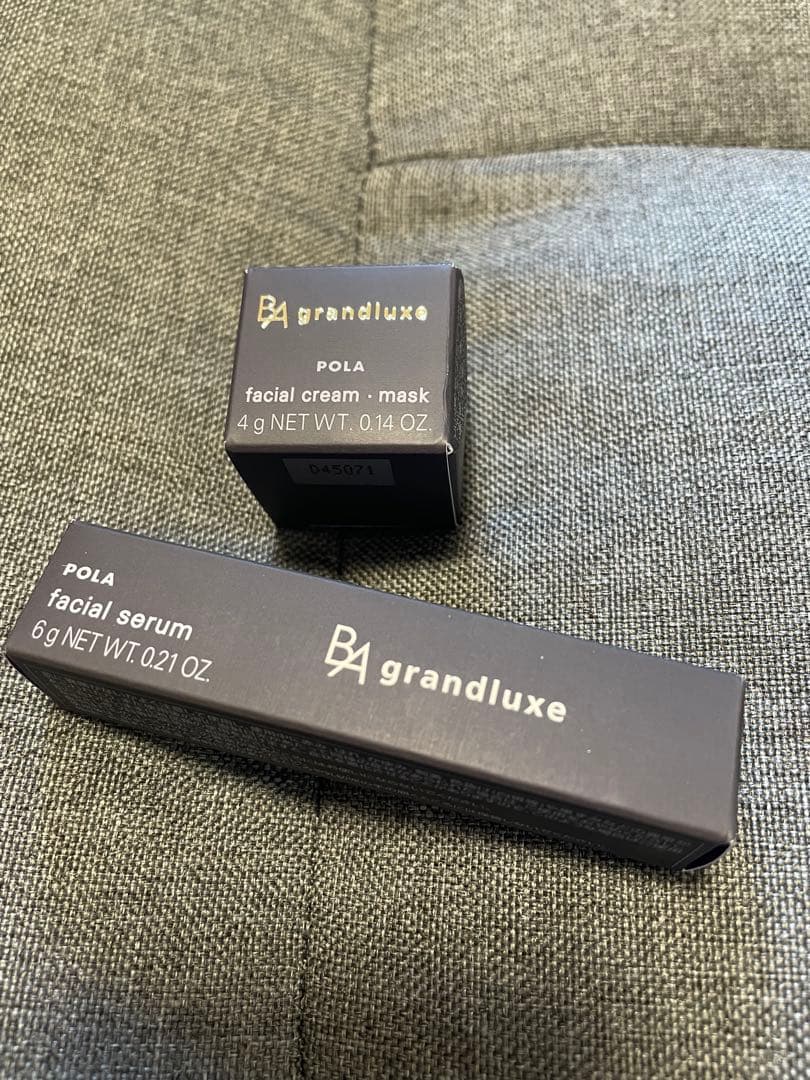 BA grandluxe
POLA
facial cream · mask
4 g NET WT. 0.14 OZ.
D45071
POLA
facial serum
6 g NET WT. 0.21 OZ.
BA grandluxe